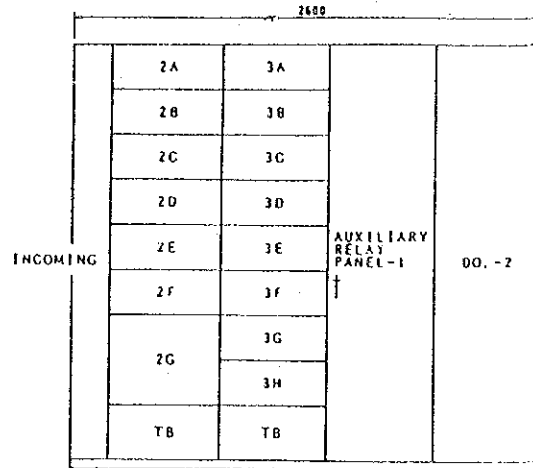 2600
2A 3A
2B 3B
2C 3C
2D 3D
INCOMING 2E 3E AUXILIARY RELAY PANEL-1 DO.-2
2F 3F
2G 3G
3H
TB TB